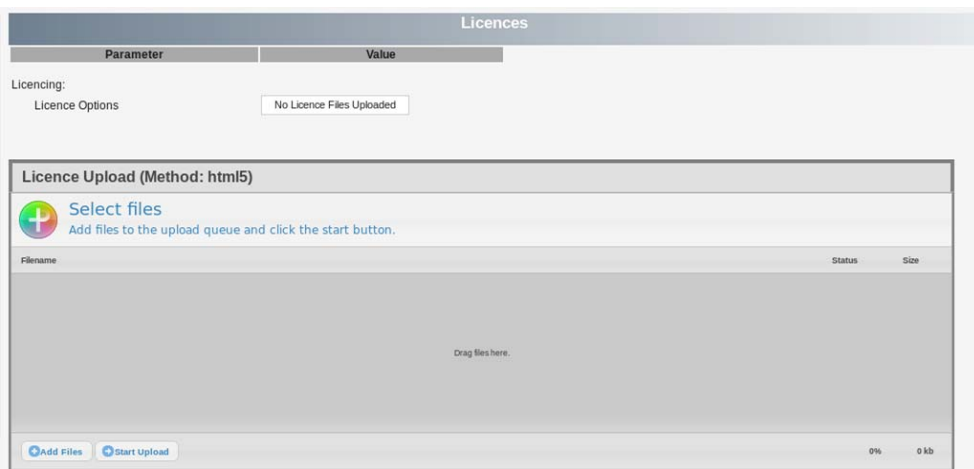 Licences
Parameter Value
Licencing:
Licence Options No Licence Files Uploaded
Licence Upload (Method: html5)
Select files
Add files to the upload queue and click the start button.
Filename Status Size
Drag files here.
Add Files Start Upload 0% 0 kb